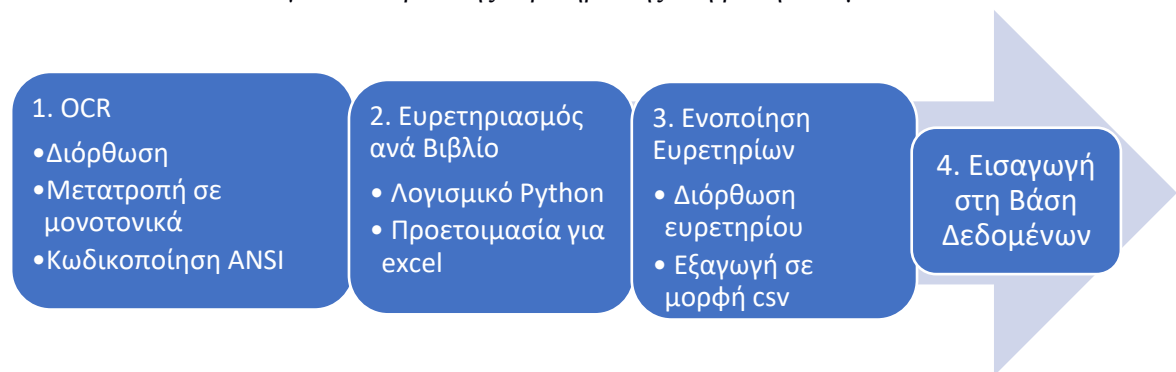 1. OCR
•Διόρθωση
•Μετατροπή σε
μονοτονικά
•Κωδικοποίηση ANSI
2. Ευρετηριασμός
ανά Βιβλίο
• Λογισμικό Python
• Προετοιμασία για
excel
3. Ενοποίηση
Ευρετηρίων
• Διόρθωση
ευρετηρίου
• Εξαγωγή σε
μορφή csv
4. Εισαγωγή
στη Βάση
Δεδομένων